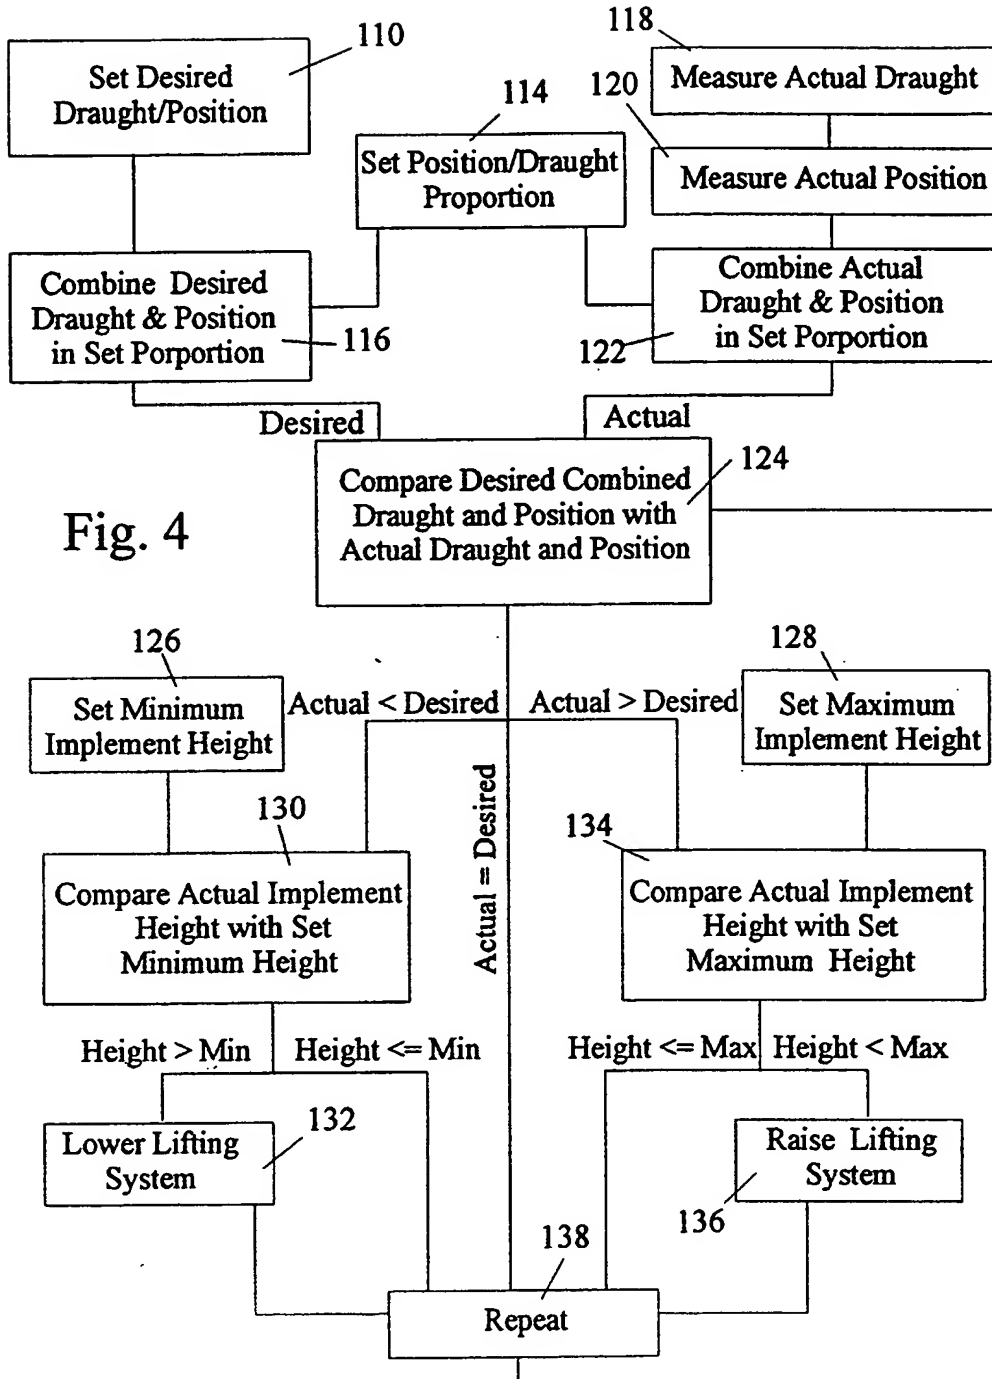 110
Set Desired
Draught/Position
118
Measure Actual Draught
114
120
Set Position/Draught
Proportion
Measure Actual Position
Combine Desired
Draught & Position
in Set Porportion
116
Combine Actual
Draught & Position
in Set Porportion
122
Desired
Actual
Compare Desired Combined
Draught and Position with
Actual Draught and Position
124
Fig. 4
126
Set Minimum
Implement Height
Actual < Desired
Actual > Desired
128
Set Maximum
Implement Height
Actual = Desired
130
Compare Actual Implement
Height with Set
Minimum Height
134
Compare Actual Implement
Height with Set
Maximum Height
Height > Min
Height <= Min
Height <= Max
Height < Max
Lower Lifting
System
132
Raise Lifting
System
136
138
Repeat